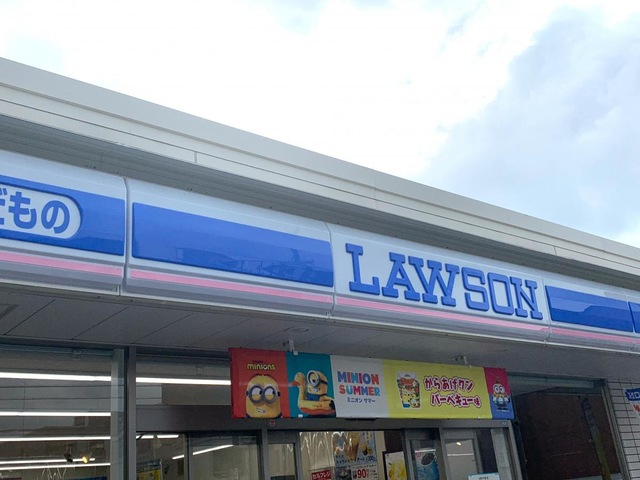 だもの
LAWSON
minions
MINION
SUMMER
ミニオン サマー
からあげクン
バーベキュー味